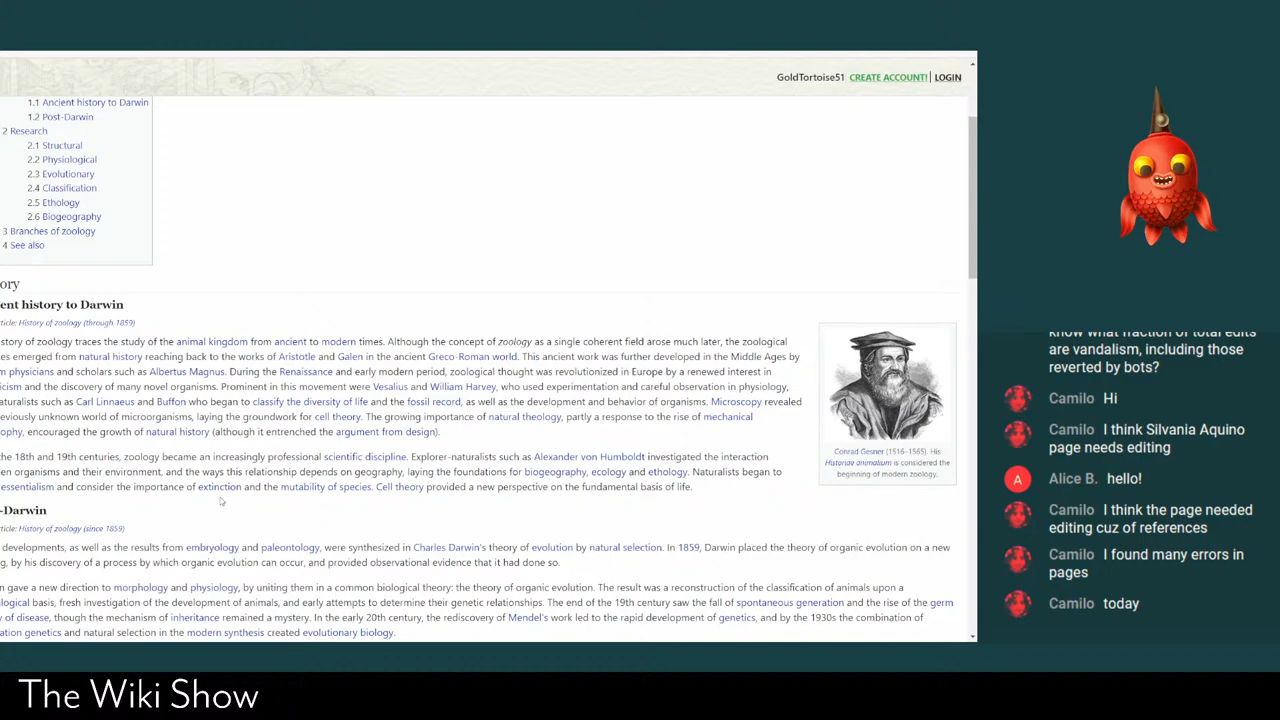 GoldTortoise51 CREATE ACCOUNT! LOGIN
1.1 Ancient history to Darwin
1.2 Post-Darwin
2 Research
2.1 Structural
2.2 Physiological
2.3 Evolutionary
2.4 Classification
2.5 Ethology
2.6 Biogeography
3 Branches of zoology
4 See also
ory
ent history to Darwin
article: History of zoology (through 1859)
story of zoology traces the study of the animal kingdom from ancient to modern times. Although the concept of zoology as a single coherent field arose much later, the zoological
es emerged from natural history reaching back to the works of Aristotle and Galen in the ancient Greco-Roman world. This ancient work was further developed in the Middle Ages by
m physicians and scholars such as Albertus Magnus. During the Renaissance and early modern period, zoological thought was revolutionized in Europe by a renewed interest in
icism and the discovery of many novel organisms. Prominent in this movement were Vesalius and William Harvey, who used experimentation and careful observation in physiology,
aturalists such as Carl Linnaeus and Buffon who began to classify the diversity of life and the fossil record, as well as the development and behavior of organisms. Microscopy revealed
eviously unknown world of microorganisms, laying the groundwork for cell theory. The growing importance of natural theology, partly a response to the rise of mechanical
ophy, encouraged the growth of natural history (although it entrenched the argument from design).
the 18th and 19th centuries, zoology became an increasingly professional scientific discipline. Explorer-naturalists such as Alexander von Humboldt investigated the interaction
en organisms and their environment, and the ways this relationship depends on geography, laying the foundations for biogeography, ecology and ethology. Naturalists began to
essentialism and consider the importance of extinction and the mutability of species. Cell theory provided a new perspective on the fundamental basis of life.
Conrad Gesner (1516–1565). His
Historiae animalium is considered the
beginning of modern zoology.
-Darwin
article: History of zoology (since 1859)
developments, as well as the results from embryology and paleontology, were synthesized in Charles Darwin's theory of evolution by natural selection. In 1859, Darwin placed the theory of organic evolution on a new
g, by his discovery of a process by which organic evolution can occur, and provided observational evidence that it had done so.
n gave a new direction to morphology and physiology, by uniting them in a common biological theory: the theory of organic evolution. The result was a reconstruction of the classification of animals upon a
logical basis, fresh investigation of the development of animals, and early attempts to determine their genetic relationships. The end of the 19th century saw the fall of spontaneous generation and the rise of the germ
y of disease, though the mechanism of inheritance remained a mystery. In the early 20th century, the rediscovery of Mendel's work led to the rapid development of genetics, and by the 1930s the combination of
ation genetics and natural selection in the modern synthesis created evolutionary biology.
know what fraction of total edits
are vandalism, including those
reverted by bots?
Camilo Hi
Camilo I think Silvania Aquino
page needs editing
A Alice B. hello!
Camilo I think the page needed
editing cuz of references
Camilo I found many errors in
pages
Camilo today
The Wiki Show